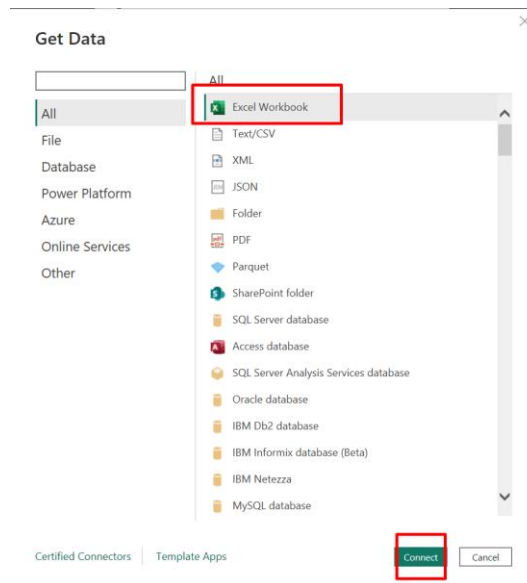 Get Data
All
File
Database
Power Platform
Azure
Online Services
Other
All
Excel Workbook
Text/CSV
XML
JSON
Folder
PDF
Parquet
SharePoint folder
SQL Server database
Access database
SQL Server Analysis Services database
Oracle database
IBM Db2 database
IBM Informix database (Beta)
IBM Netezza
MySQL database
Certified Connectors Template Apps Connect Cancel